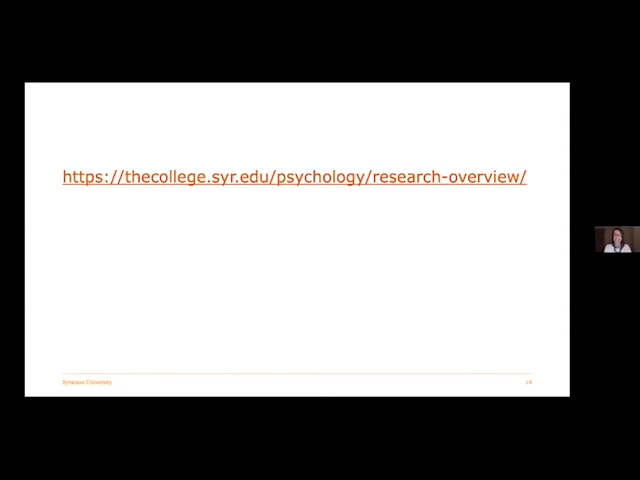 https://thecollege.syr.edu/psychology/research-overview/
Syracuse University
14